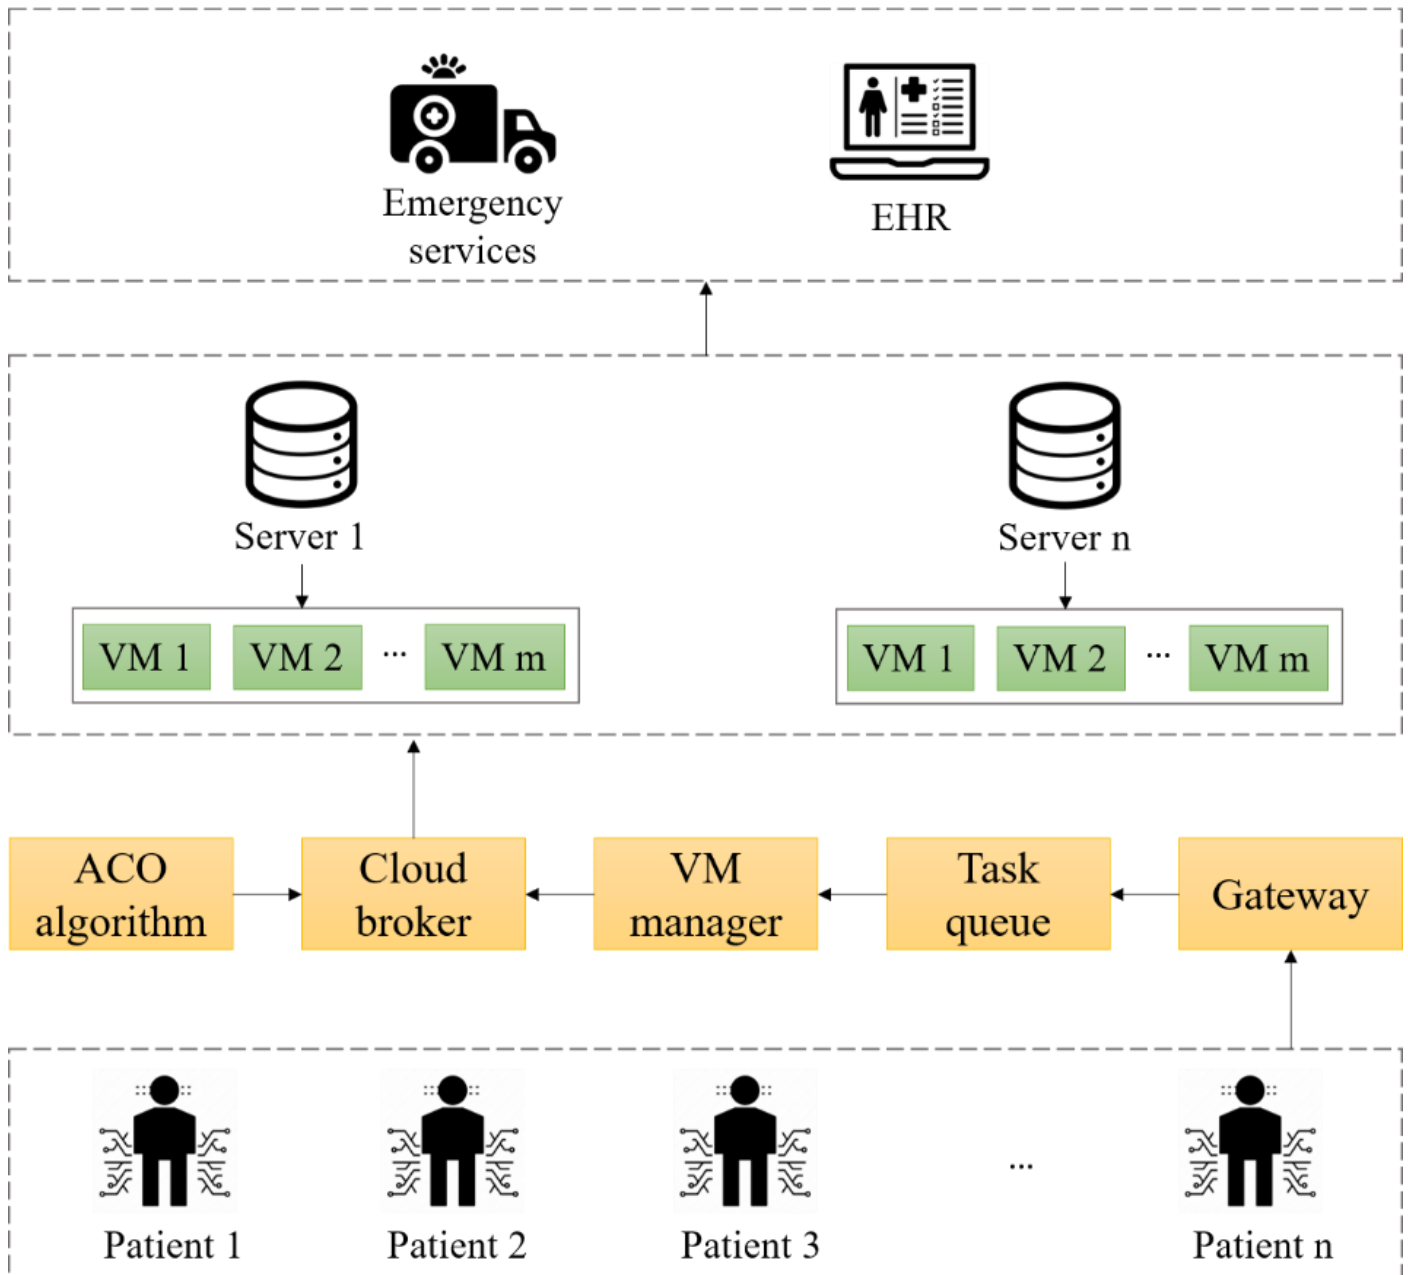 Emergency
services
EHR
Server 1
Server n
VM 1 VM 2 ... VM m
VM 1 VM 2 ... VM m
ACO
algorithm
Cloud
broker
VM
manager
Task
queue
Gateway
Patient 1 Patient 2 Patient 3 ... Patient n